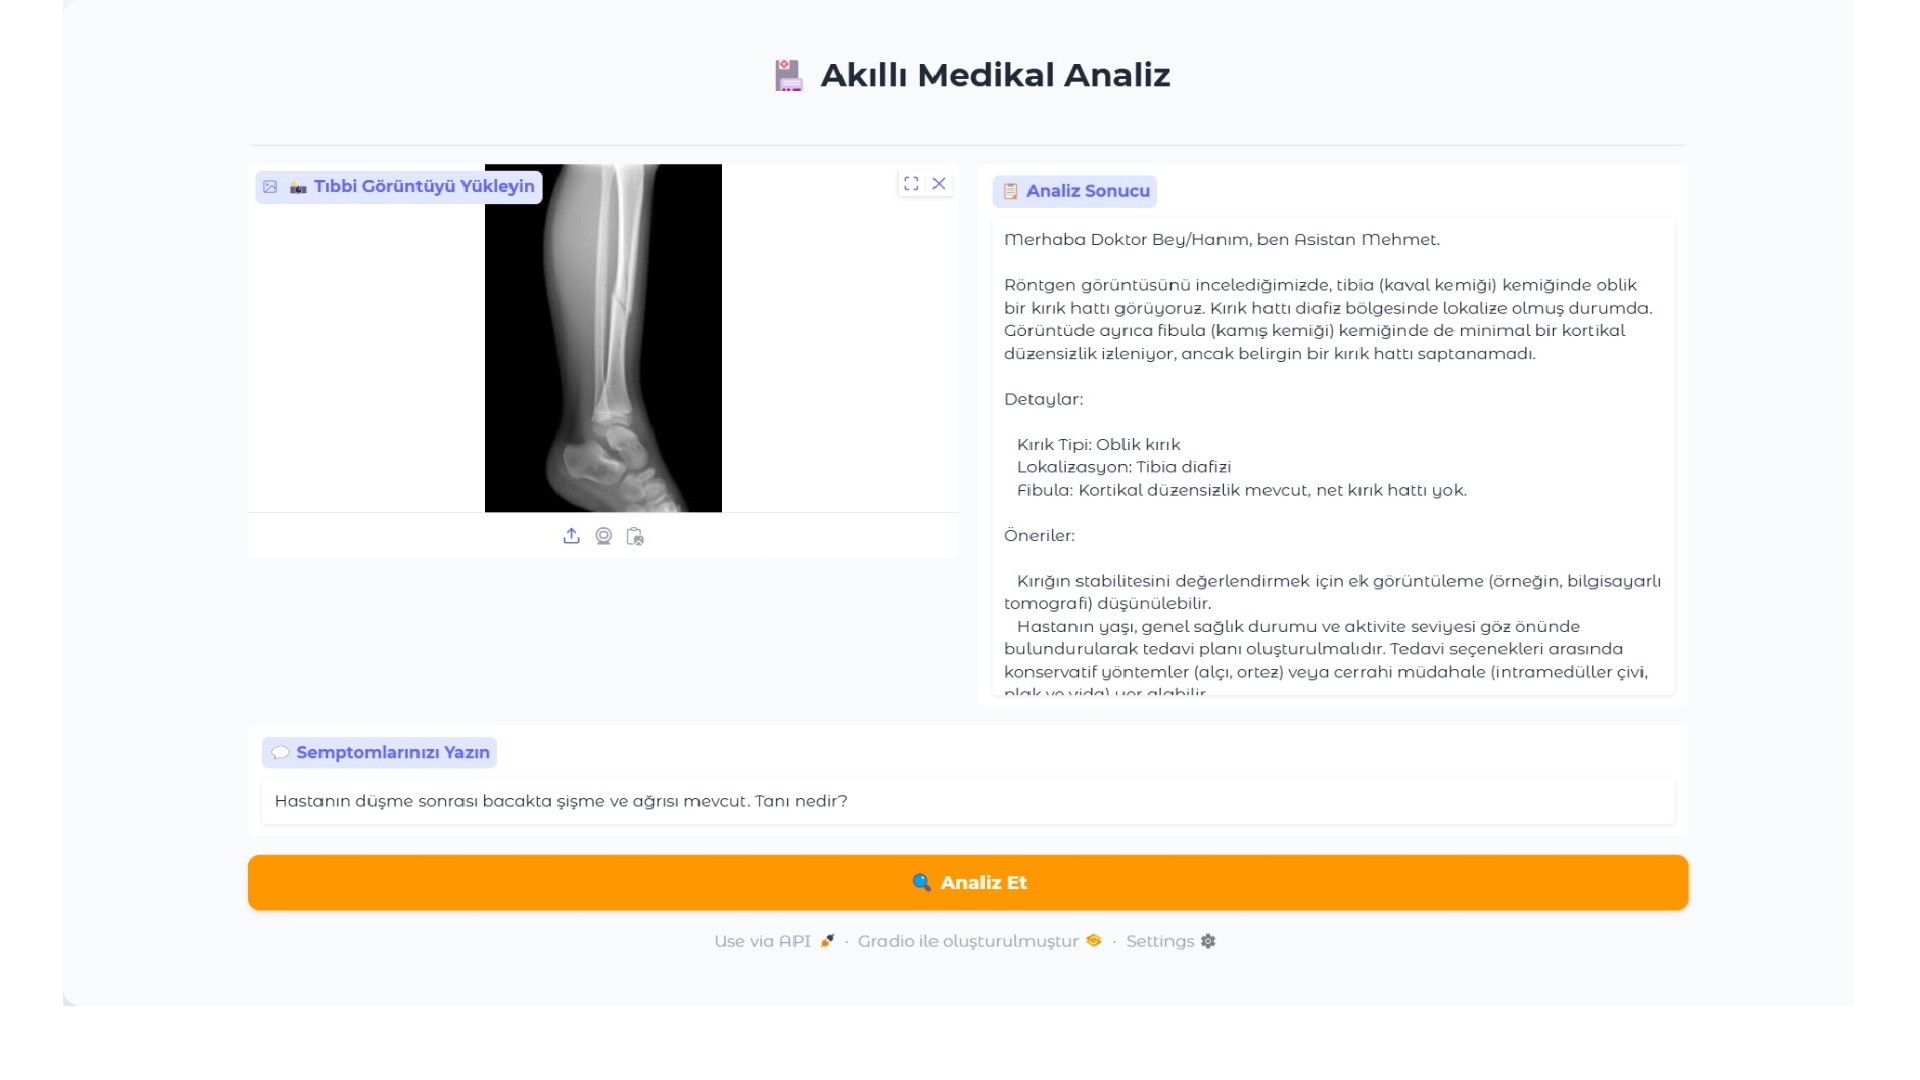 Akıllı Medikal Analiz
Tıbbi Görüntüyü Yükleyin
Analiz Sonucu
Merhaba Doktor Bey/Hanım, ben Asistan Mehmet.
Röntgen görüntüsünü incelediğimizde, tibia (kaval kemiği) kemiğinde oblik
bir kırık hattı görüyoruz. Kırık hattı diafiz bölgesinde lokalize olmuş durumda.
Görüntüde ayrıca fibula (kamış kemiği) kemiğinde de minimal bir kortikal
düzensizlik izleniyor, ancak belirgin bir kırık hattı saptanamadı.
Detaylar:
Kırık Tipi: Oblik kırık
Lokalizasyon: Tibia diafizi
Fibula: Kortikal düzensizlik mevcut, net kırık hattı yok.
Öneriler:
Kırığın stabilitesini değerlendirmek için ek görüntüleme (örneğin, bilgisayarlı
tomografi) düşünülebilir.
Hastanın yaşı, genel sağlık durumu ve aktivite seviyesi göz önünde
bulundurularak tedavi planı oluşturulmalıdır. Tedavi seçenekleri arasında
konservatif yöntemler (alçı, ortez) veya cerrahi müdahale (intramedüller çivi,
plak ve vida) yer alabilir.
Semptomlarınızı Yazın
Hastanın düşme sonrası bacakta şişme ve ağrısı mevcut. Tanı nedir?
Analiz Et
Use via API · Gradio ile oluşturulmuştur · Settings